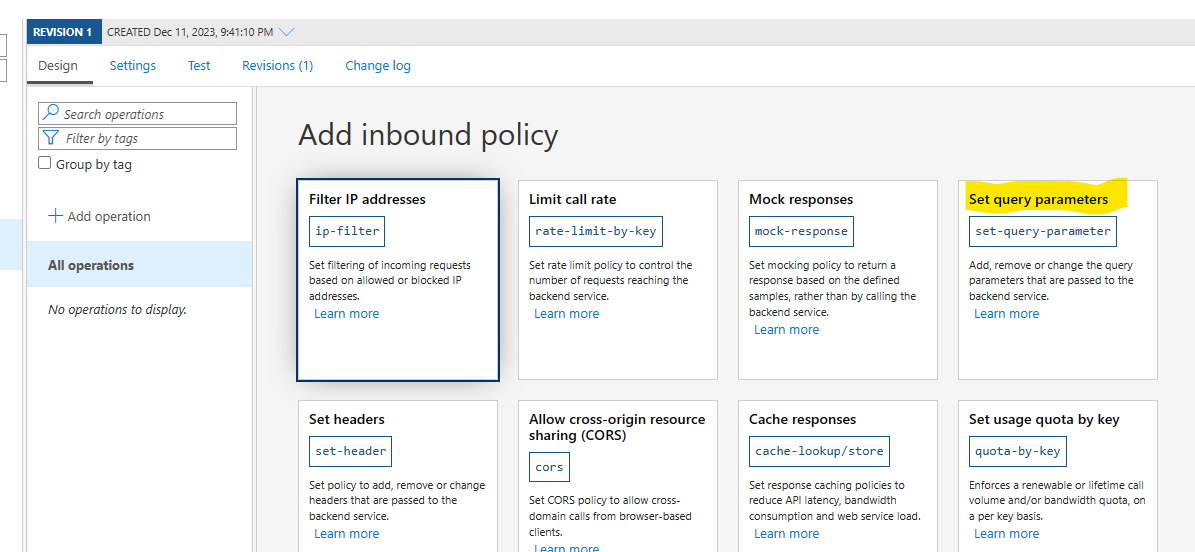 REVISION 1 CREATED Dec 11, 2023, 9:41:10 PM
Design Settings Test Revisions (1) Change log
Search operations
Filter by tags
Group by tag
Add operation
All operations
No operations to display.
Add inbound policy
Filter IP addresses
ip-filter
Set filtering of incoming requests
based on allowed or blocked IP
addresses.
Learn more
Limit call rate
rate-limit-by-key
Set rate limit policy to control the
number of requests reaching the
backend service.
Learn more
Mock responses
mock-response
Set mocking policy to return a
response based on the defined
samples, rather than by calling the
backend service.
Learn more
Set query parameters
set-query-parameter
Add, remove or change the query
parameters that are passed to the
backend service.
Learn more
Set headers
set-header
Set policy to add, remove or change
headers that are passed to the
backend service.
Learn more
Allow cross-origin resource
sharing (CORS)
cors
Set CORS policy to allow cross-
domain calls from browser-based
clients.
Learn more
Cache responses
cache-lookup/store
Set response caching policies to
reduce API latency, bandwidth
consumption and web service load.
Learn more
Set usage quota by key
quota-by-key
Enforces a renewable or lifetime call
volume and/or bandwidth quota, on
a per key basis.
Learn more